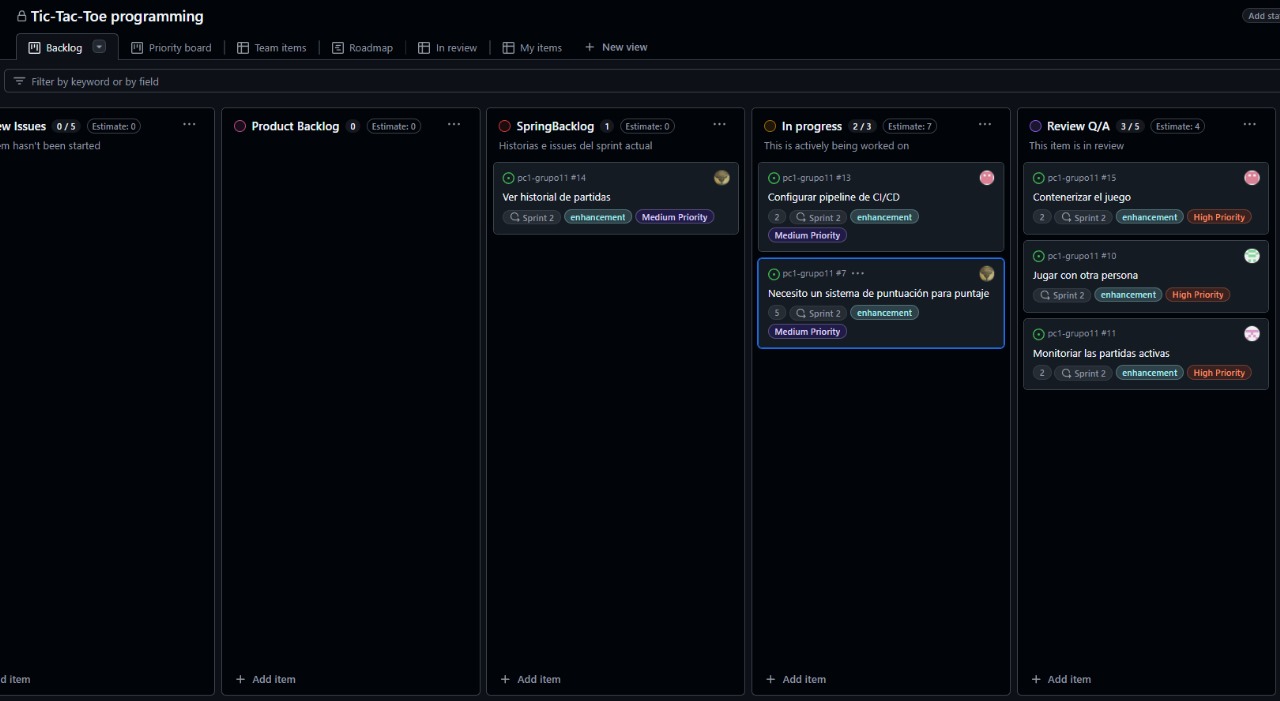 Tic-Tac-Toe programming
Add sta
Backlog
Priority board
Team items
Roadmap
In review
My items
+ New view
Filter by keyword or by field
ew Issues 0 / 5 Estimate: 0
em hasn't been started
d item
Product Backlog 0 Estimate: 0
+ Add item
SpringBacklog 1 Estimate: 0
Historias e issues del sprint actual
pc1-grupo11 #14
Ver historial de partidas
Sprint 2 enhancement Medium Priority
+ Add item
In progress 2 / 3 Estimate: 7
This is actively being worked on
pc1-grupo11 #13
Configurar pipeline de CI/CD
2 Sprint 2 enhancement
Medium Priority
pc1-grupo11 #7 ···
Necesito un sistema de puntuación para puntaje
5 Sprint 2 enhancement
Medium Priority
+ Add item
Review Q/A 3 / 5 Estimate: 4
This item is in review
pc1-grupo11 #15
Contenerizar el juego
2 Sprint 2 enhancement High Priority
pc1-grupo11 #10
Jugar con otra persona
Sprint 2 enhancement High Priority
pc1-grupo11 #11
Monitoriar las partidas activas
2 Sprint 2 enhancement High Priority
+ Add item